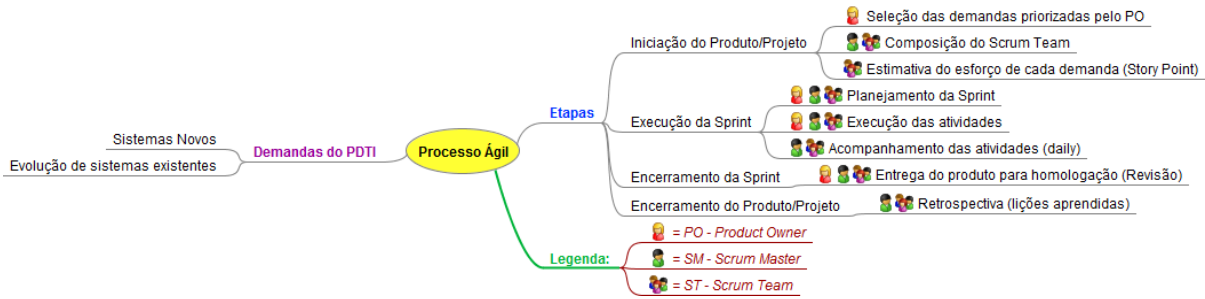 Processo Ágil
Demandas do PDTI
Sistemas Novos
Evolução de sistemas existentes
Etapas
Iniciação do Produto/Projeto
Seleção das demandas priorizadas pelo PO
Composição do Scrum Team
Estimativa do esforço de cada demanda (Story Point)
Execução da Sprint
Planejamento da Sprint
Execução das atividades
Acompanhamento das atividades (daily)
Encerramento da Sprint
Entrega do produto para homologação (Revisão)
Encerramento do Produto/Projeto
Retrospectiva (lições aprendidas)
Legenda:
= PO - Product Owner
= SM - Scrum Master
= ST - Scrum Team